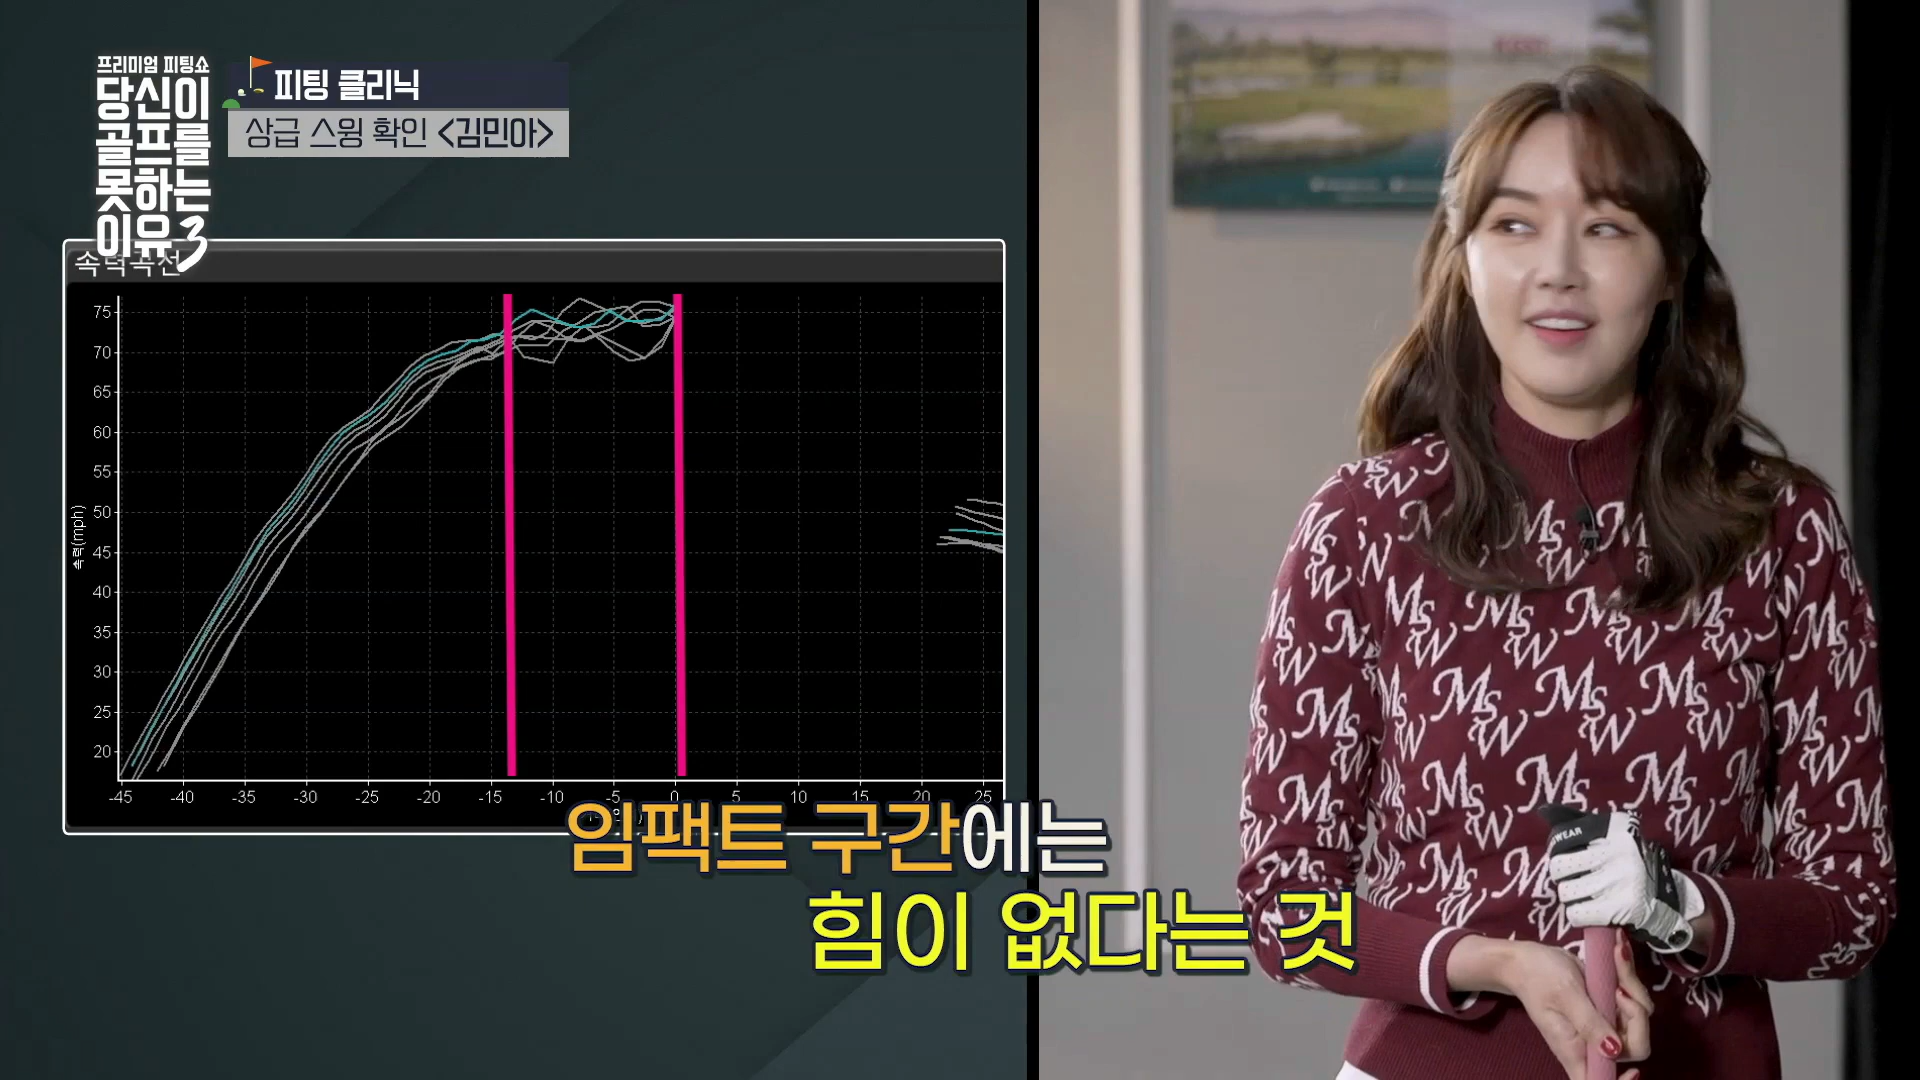 프리미엄 피팅쇼
당신이
골프를
못하는
이유 3
피팅 클리닉
상급 스윙 확인 <김민아>
속력곡선
75
70
65
60
55
50
45
40
35
30
25
20
속력(mph)
-45 -40 -35 -30 -25 -20 -15 -10 -5 0 5 10 15 20 25
임팩트 구간에는
힘이 없다는 것
MSW
WEAR